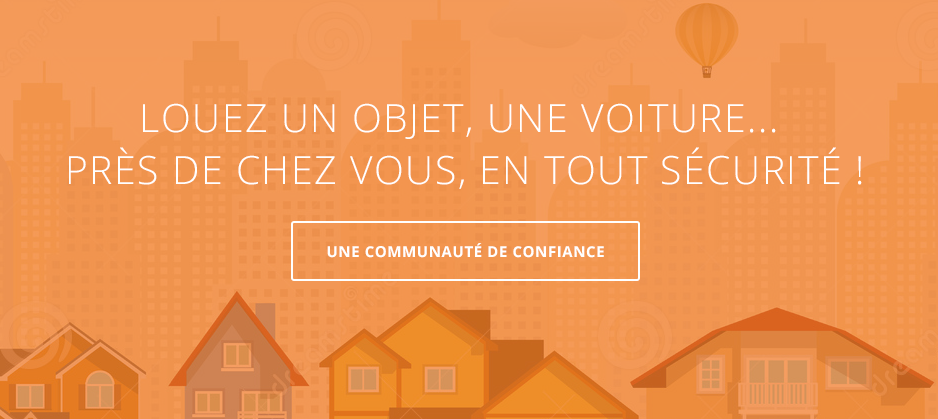 LOUEZ UN OBJET, UNE VOITURE...
PRÈS DE CHEZ VOUS, EN TOUT SÉCURITÉ !
UNE COMMUNAUTÉ DE CONFIANCE